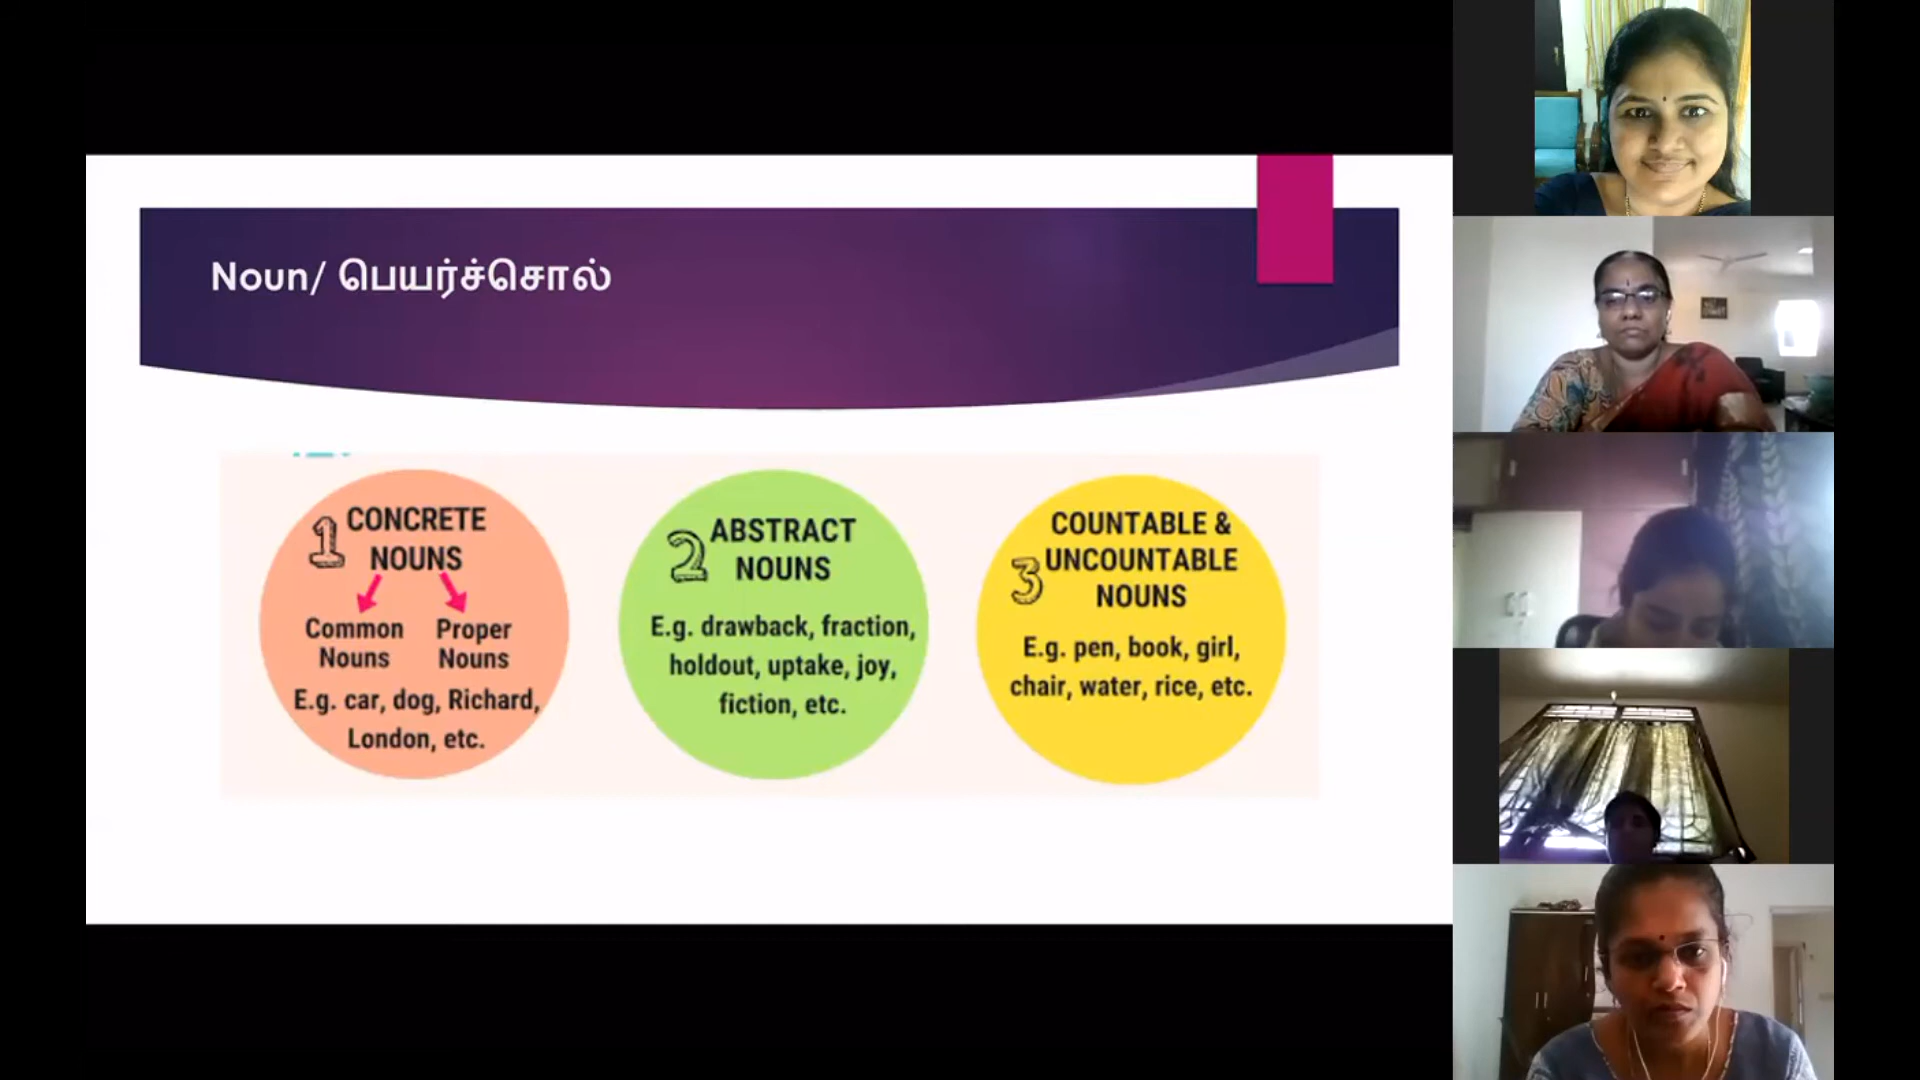 Noun/ பெயர்ச்சொல்
1 CONCRETE
NOUNS
Common
Nouns
Proper
Nouns
E.g. car, dog, Richard,
London, etc.
2 ABSTRACT
NOUNS
E.g. drawback, fraction,
holdout, uptake, joy,
fiction, etc.
COUNTABLE &
3 UNCOUNTABLE
NOUNS
E.g. pen, book, girl,
chair, water, rice, etc.